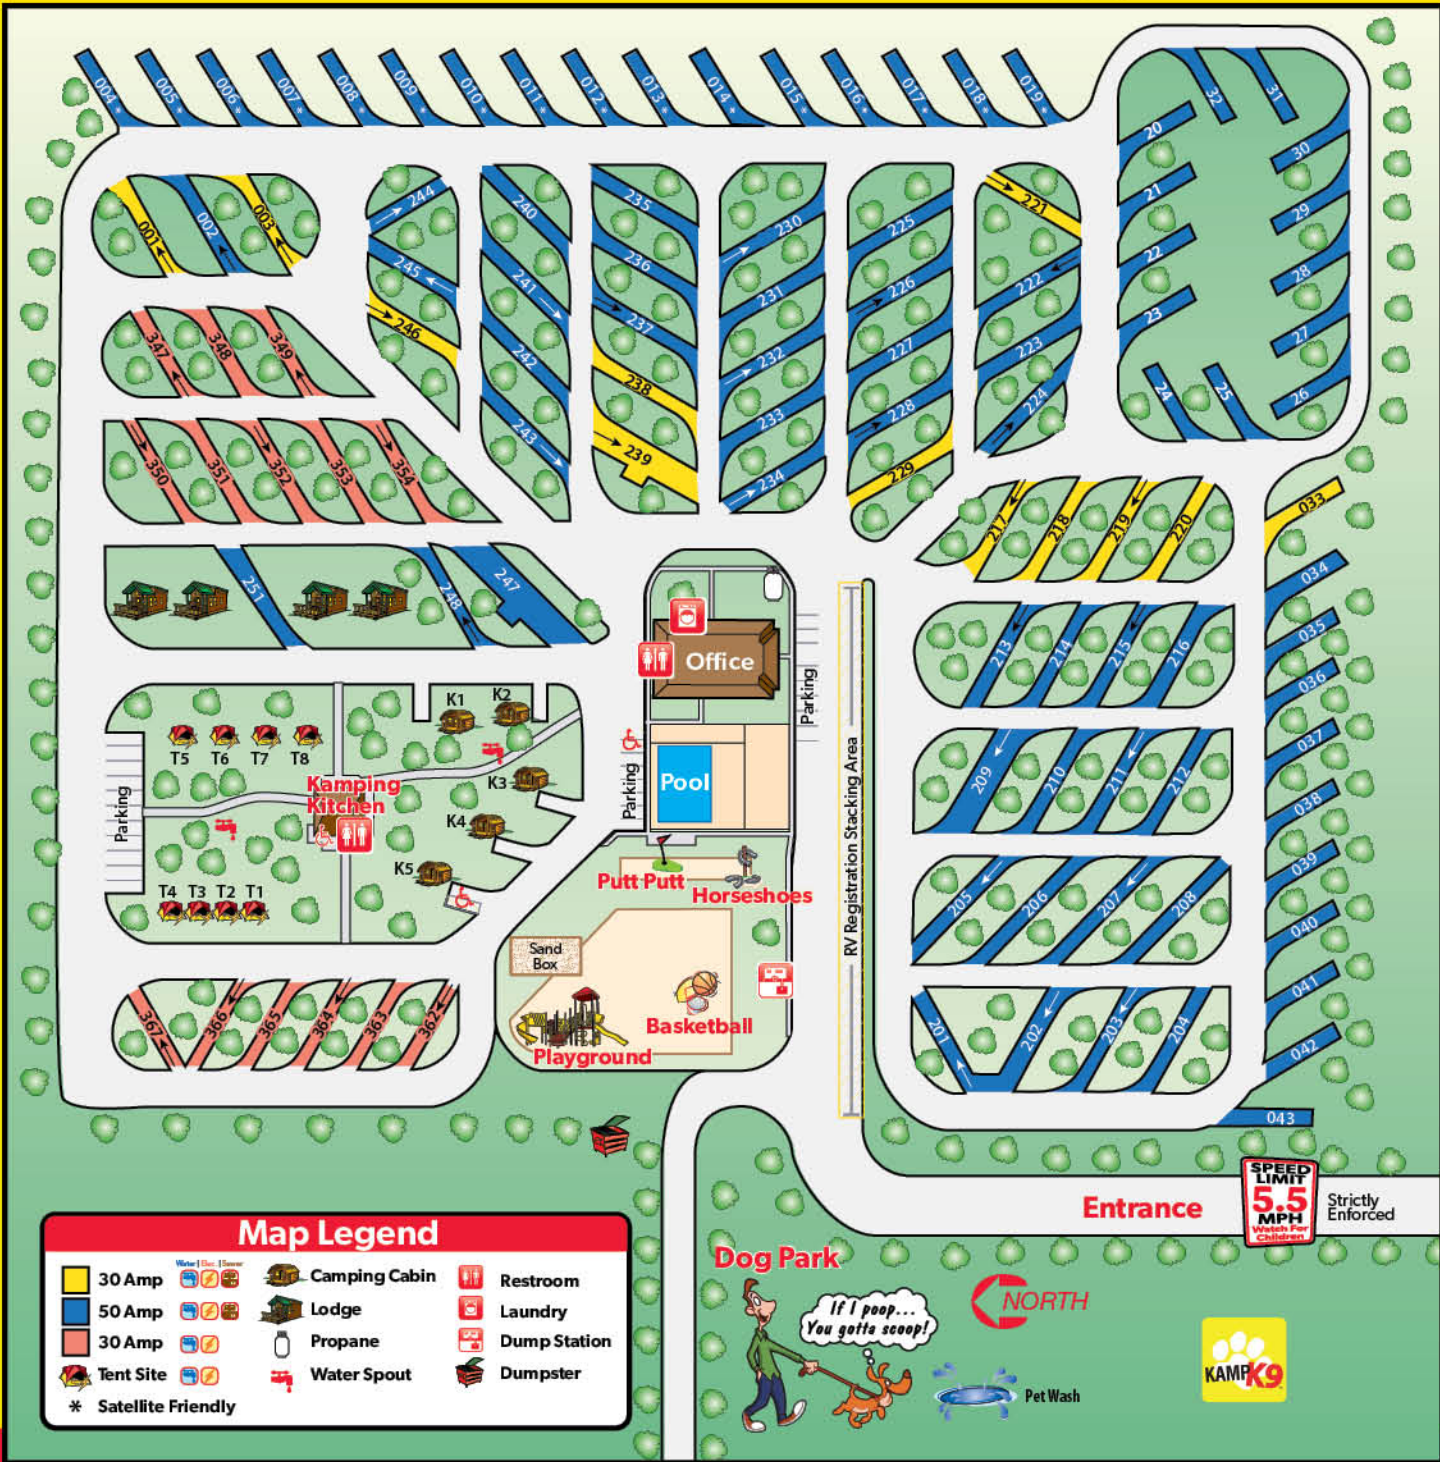 004 *
005 *
006 *
007 *
008 *
009 *
010 *
011 *
012 *
013 *
014 *
015 *
016 *
017 *
018 *
019 *
32
31
20
30
21
29
22
28
23
27
24
25
26
001
002
003
244
245
246
240
241
242
243
235
236
237
238
239
230
231
232
233
234
225
226
227
228
229
221
222
223
224
347
348
349
350
351
352
353
354
217
218
219
220
033
034
035
036
037
038
039
040
041
042
043
251
248
247
213
214
215
216
209
210
211
212
205
206
207
208
201
202
203
204
Office
Parking
Pool
Parking
RV Registration Stacking Area
K1
K2
K3
K4
K5
T5
T6
T7
T8
Kamping
Kitchen
Parking
T4
T3
T2
T1
Putt Putt
Horseshoes
Sand
Box
Basketball
Playground
367
366
365
364
363
362
Entrance
SPEED
LIMIT
5.5
MPH
Watch For
Children
Strictly
Enforced
Map Legend
Water | Elec. | Sewer
30 Amp
50 Amp
30 Amp
Tent Site
* Satellite Friendly
Camping Cabin
Lodge
Propane
Water Spout
Restroom
Laundry
Dump Station
Dumpster
Dog Park
If I poop...
You gotta scoop!
NORTH
Pet Wash
KAMPK9